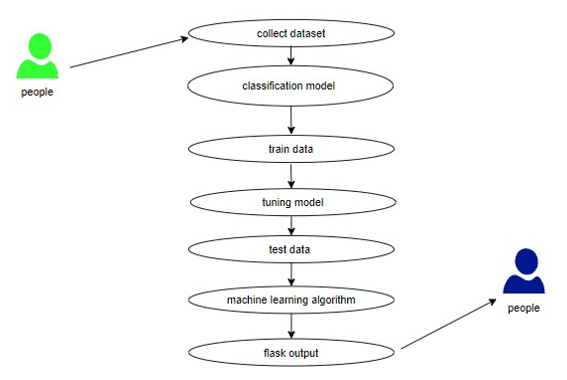 collect dataset
people
classification model
train data
tuning model
test data
machine learning algorithm
people
flask output